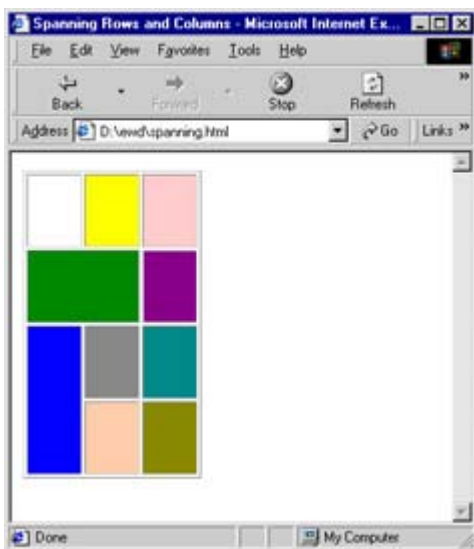 Spanning Rows and Columns - Microsoft Internet Ex...
File Edit View Favorites Tools Help
Back Forward Stop Refresh »
Address D:\ewd\spanning.html Go Links »
Done My Computer